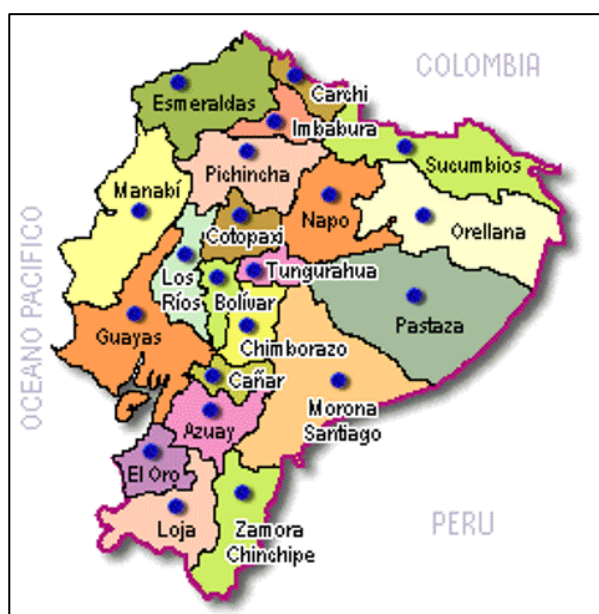 COLOMBIA
Esmeraldas
Carchi
Imbabura
Sucumbios
Pichincha
Manabí
Napo
Orellana
Cotopaxi
Tungurahua
Los
Ríos
Bolívar
Pastaza
Guayas
Chimborazo
Cañar
Morona
Santiago
Azuay
El Oro
Loja
Zamora
Chinchipe
OCEANO PACIFICO
PERU